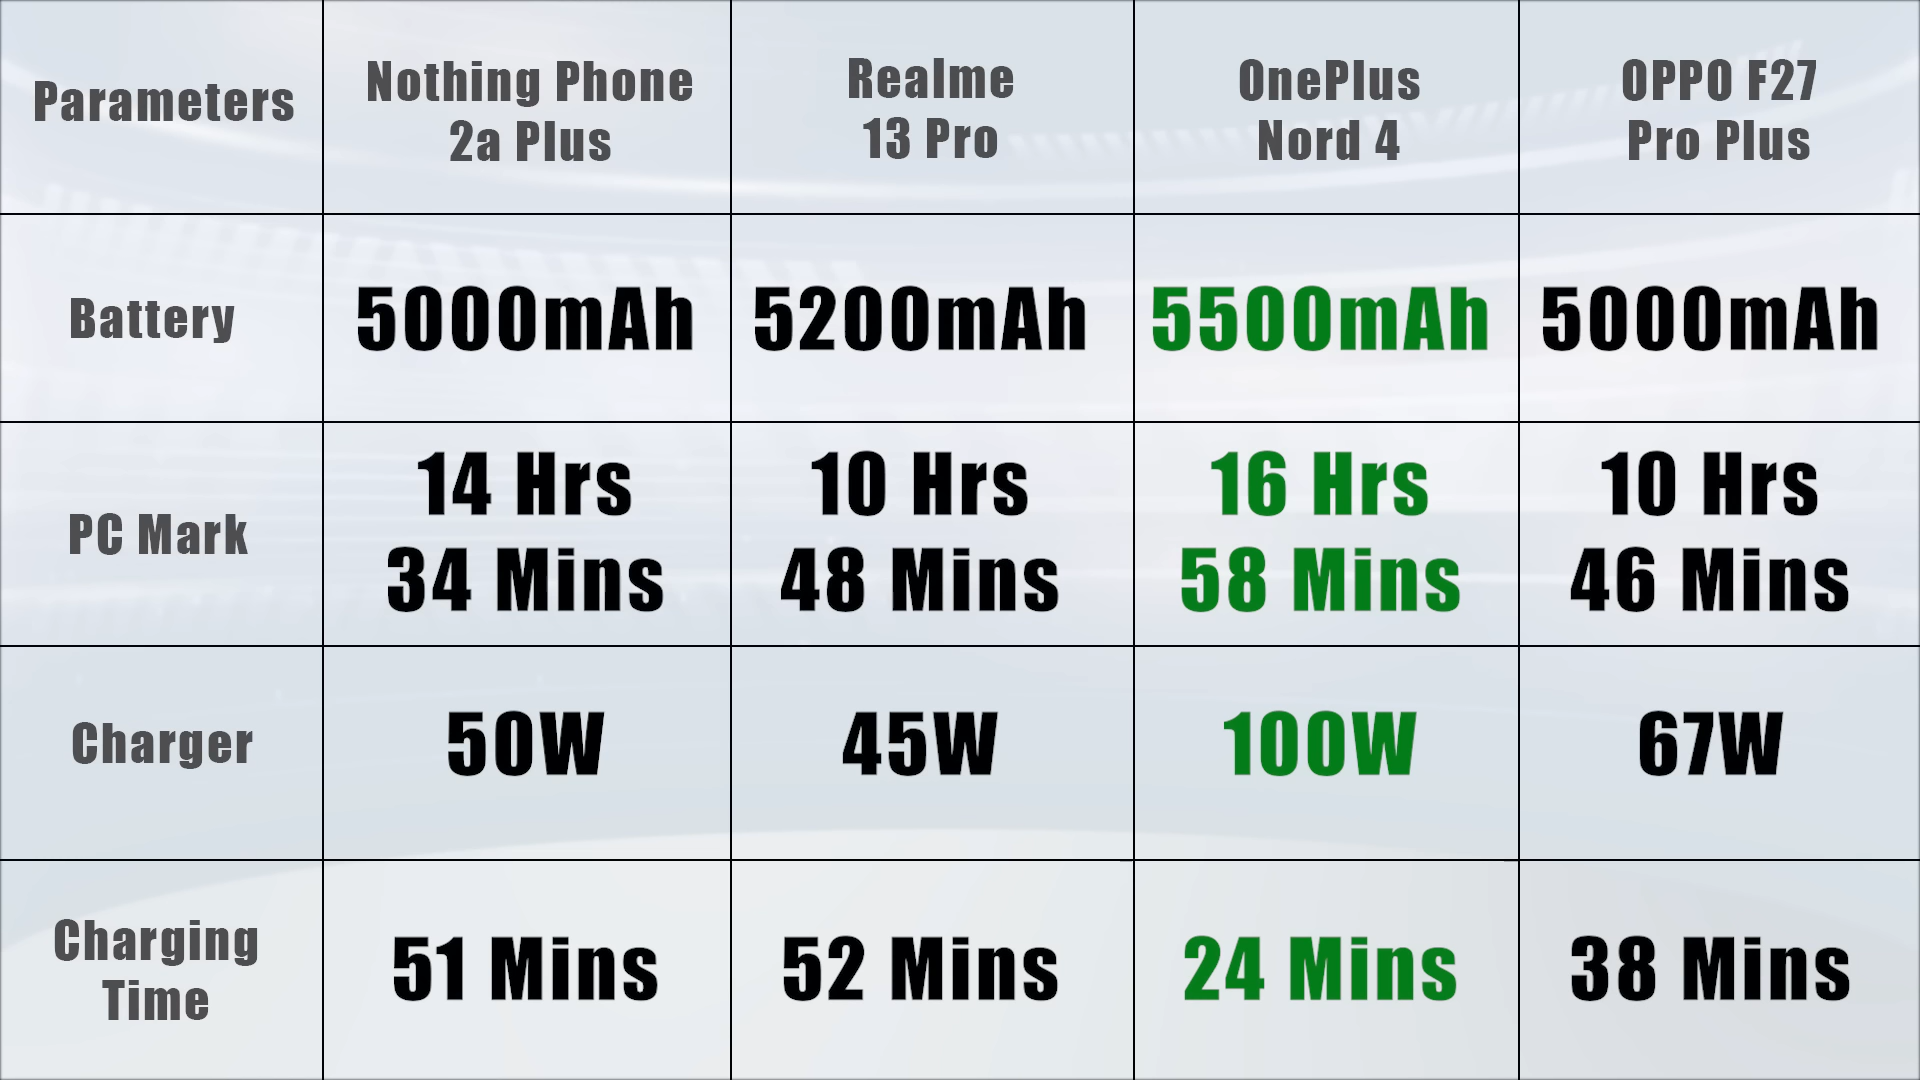 Parameters
Nothing Phone
2a Plus
Realme
13 Pro
OnePlus
Nord 4
OPPO F27
Pro Plus
Battery
5000mAh
5200mAh
5500mAh
5000mAh
PC Mark
14 Hrs
34 Mins
10 Hrs
48 Mins
16 Hrs
58 Mins
10 Hrs
46 Mins
Charger
50W
45W
100W
67W
Charging
Time
51 Mins
52 Mins
24 Mins
38 Mins